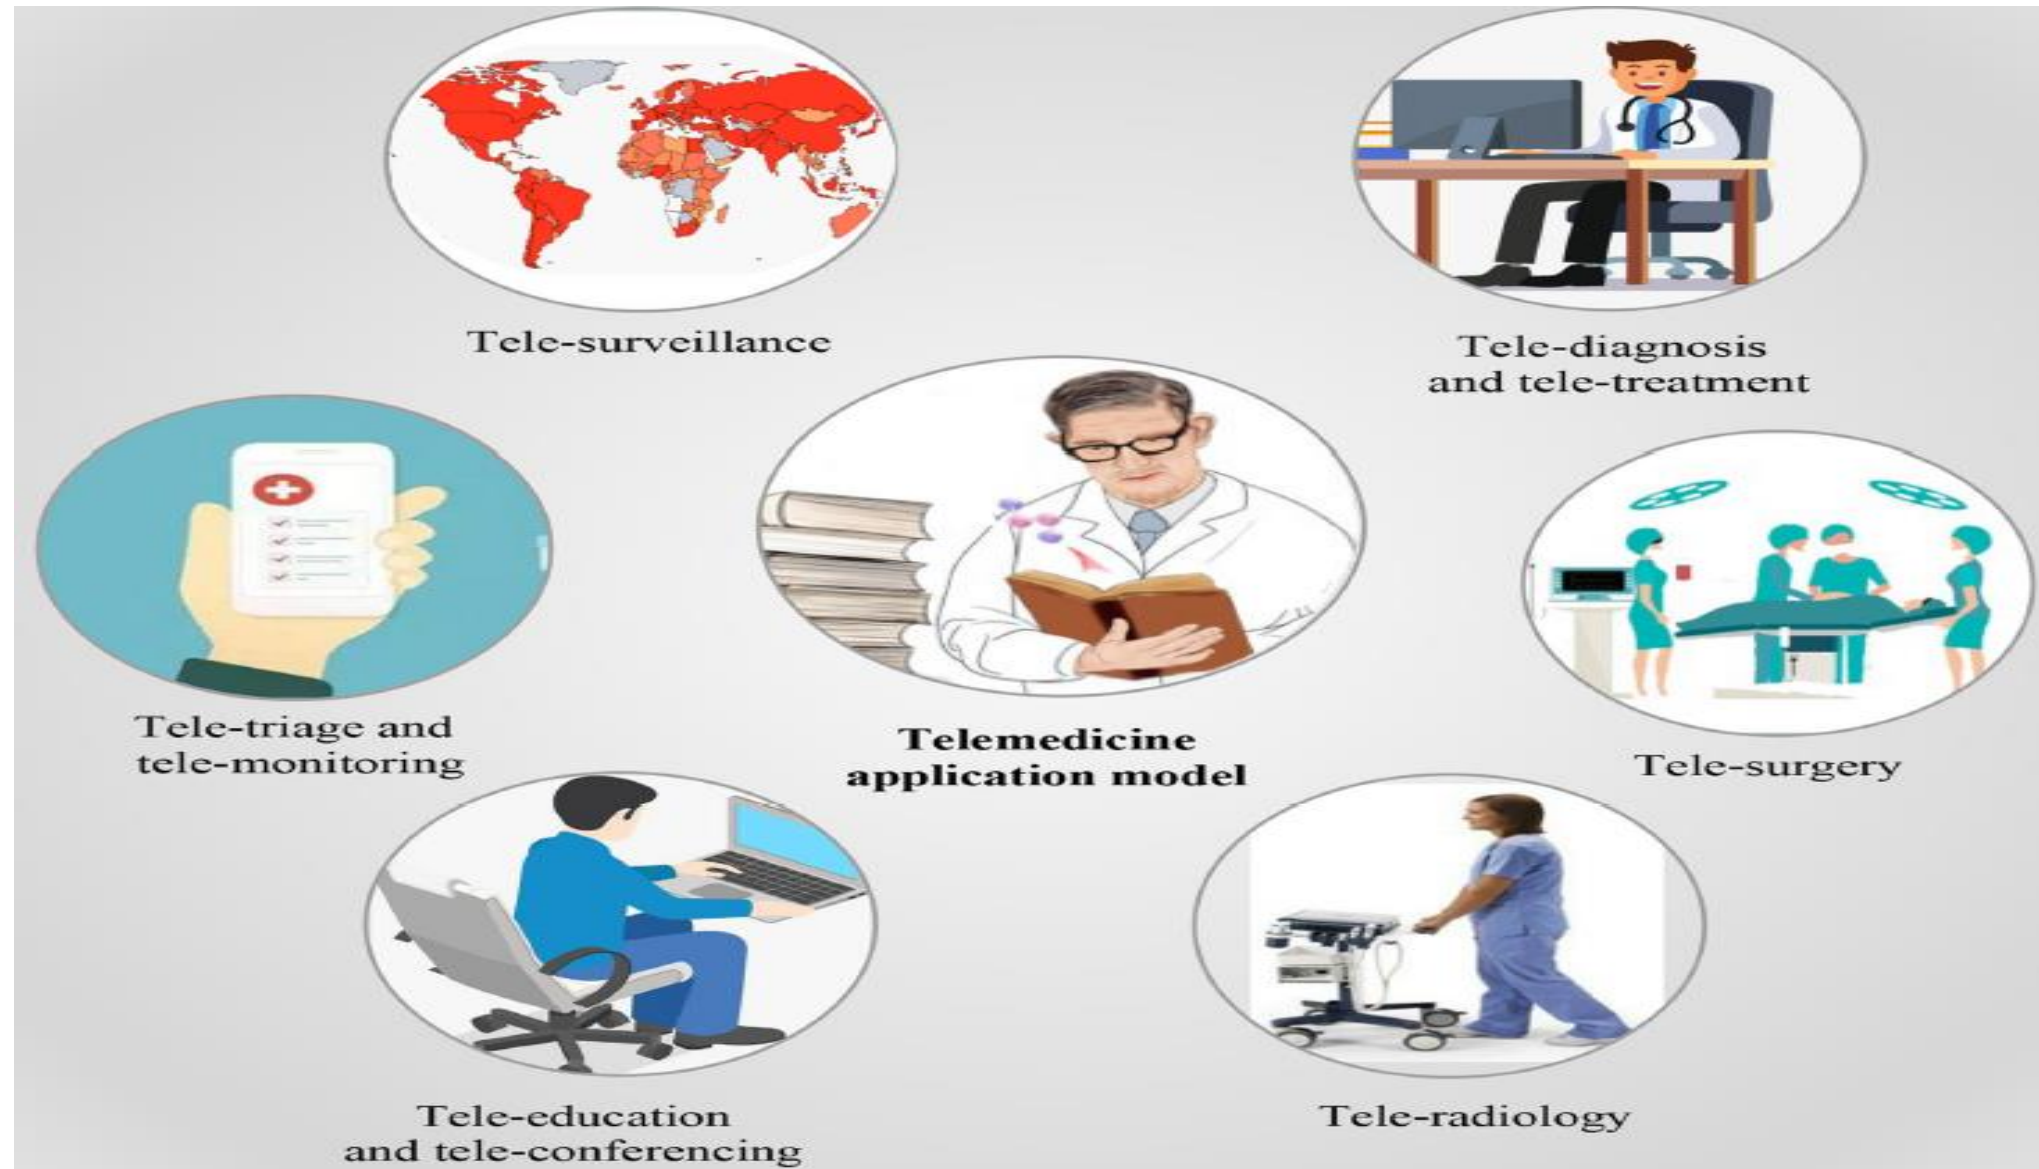 Tele-surveillance
Tele-diagnosis
and tele-treatment
Tele-triage and
tele-monitoring
Telemedicine
application model
Tele-surgery
Tele-education
and tele-conferencing
Tele-radiology